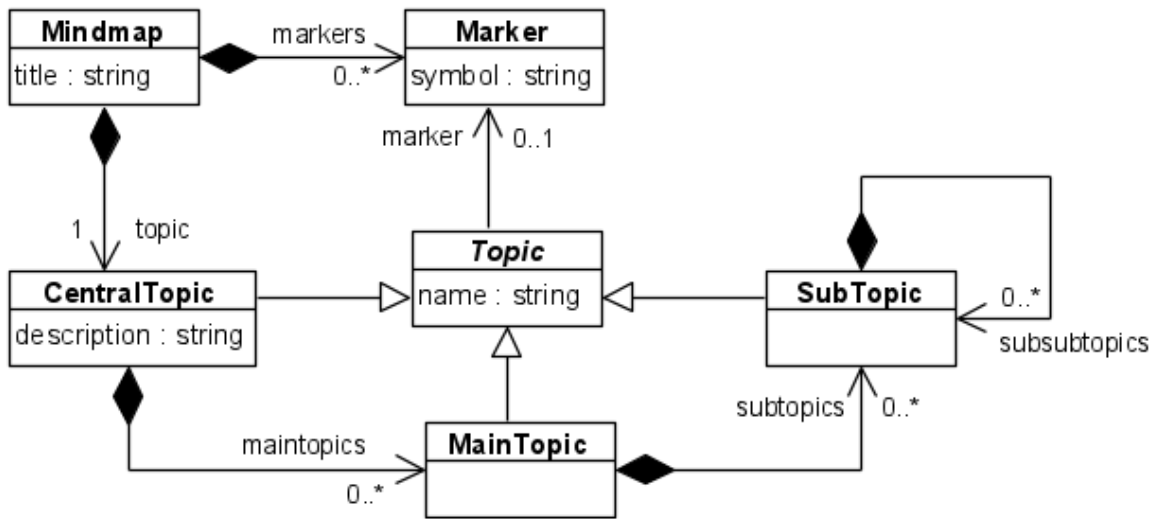 Mindmap
title : string
markers
0..*
Marker
symbol : string
marker
0..1
1
topic
Topic
name : string
CentralTopic
description : string
SubTopic
0..*
subsubtopics
maintopics
0..*
MainTopic
subtopics
0..*